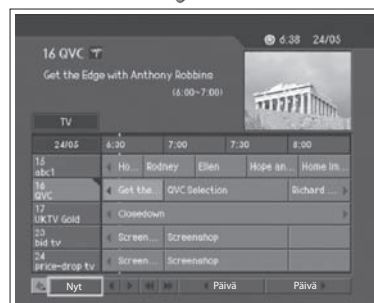 6.38 24/05
16 QVC
Get the Edge with Anthony Robbins
(6:00~7:00)
TV
24/05 6:30 7:00 7:30 8:00
15 abc1 Ho... Rodney Ellen Hope an... Home Im..
16 QVC Get the... QVC Selection Richard ...
17 UKTV Gold Closedown
23 bid tv Screen... Screenshop
24 price-drop tv Screen... Screenshop
Nyt Päivä Päivä